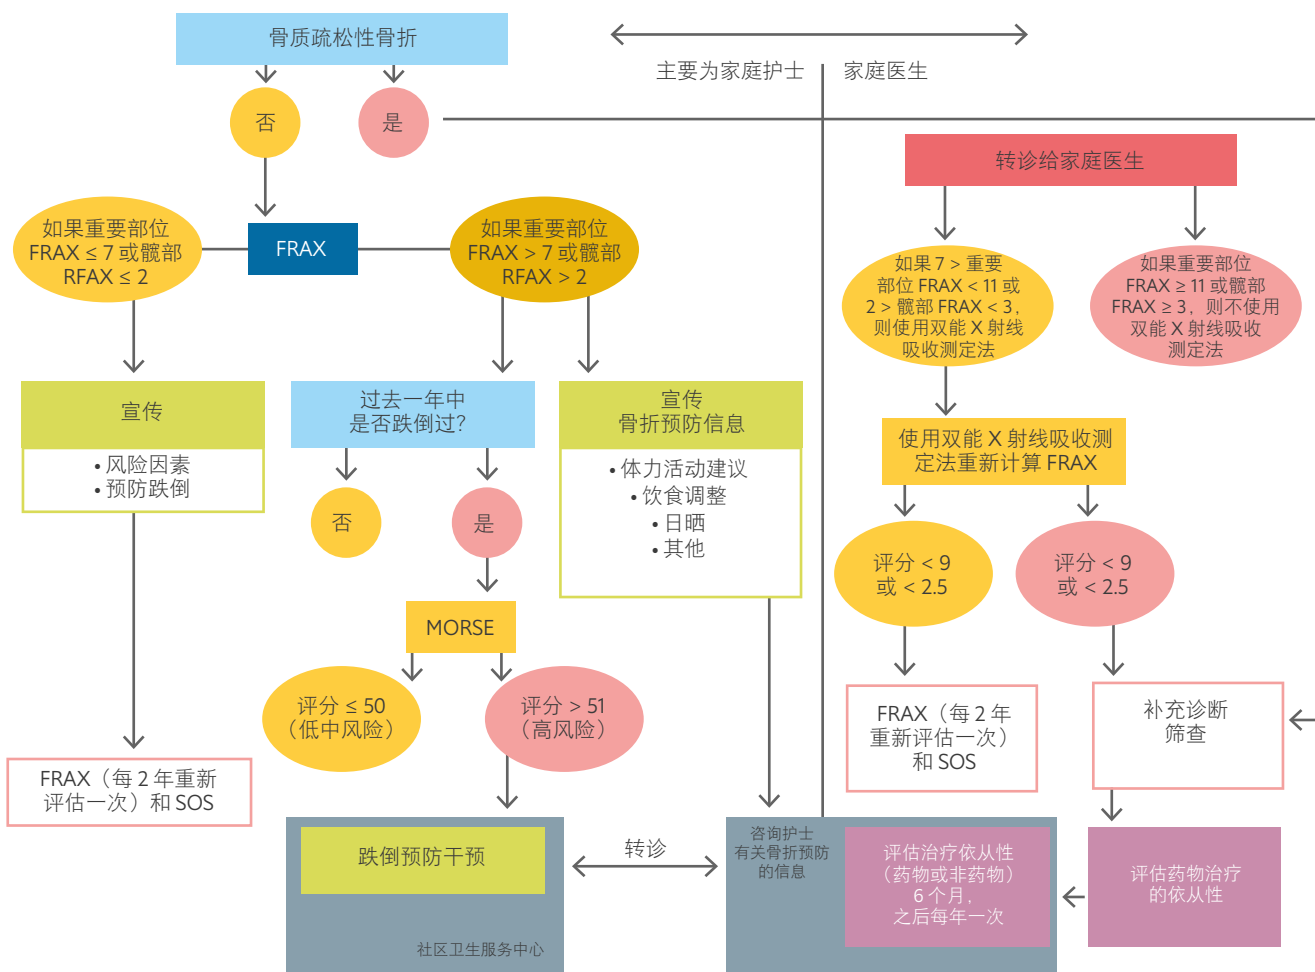 骨质疏松性骨折
主要为家庭护士
家庭医生
否
是
转诊给家庭医生
如果重要部位
FRAX ≤ 7 或髋部
RFAX ≤ 2
FRAX
如果重要部位
FRAX > 7 或髋部
RFAX > 2
如果 7 > 重要
部位 FRAX < 11 或
2 > 髋部 FRAX < 3，
则使用双能 X 射线
吸收测定法
如果重要部位
FRAX ≥ 11 或髋部
FRAX ≥ 3，则不使用
双能 X 射线吸收
测定法
宣传
• 风险因素
• 预防跌倒
过去一年中
是否跌倒过？
宣传
骨折预防信息
• 体力活动建议
• 饮食调整
• 日晒
• 其他
使用双能 X 射线吸收测
定法重新计算 FRAX
否
是
评分 < 9
或 < 2.5
评分 < 9
或 < 2.5
MORSE
评分 ≤ 50
（低中风险）
评分 > 51
（高风险）
FRAX（每 2 年
重新评估一次）
和 SOS
补充诊断
筛查
FRAX（每 2 年重新
评估一次）和 SOS
跌倒预防干预
社区卫生服务中心
转诊
咨询护士
有关骨折预防
的信息
评估治疗依从性
（药物或非药物）
6 个月，
之后每年一次
评估药物治疗
的依从性